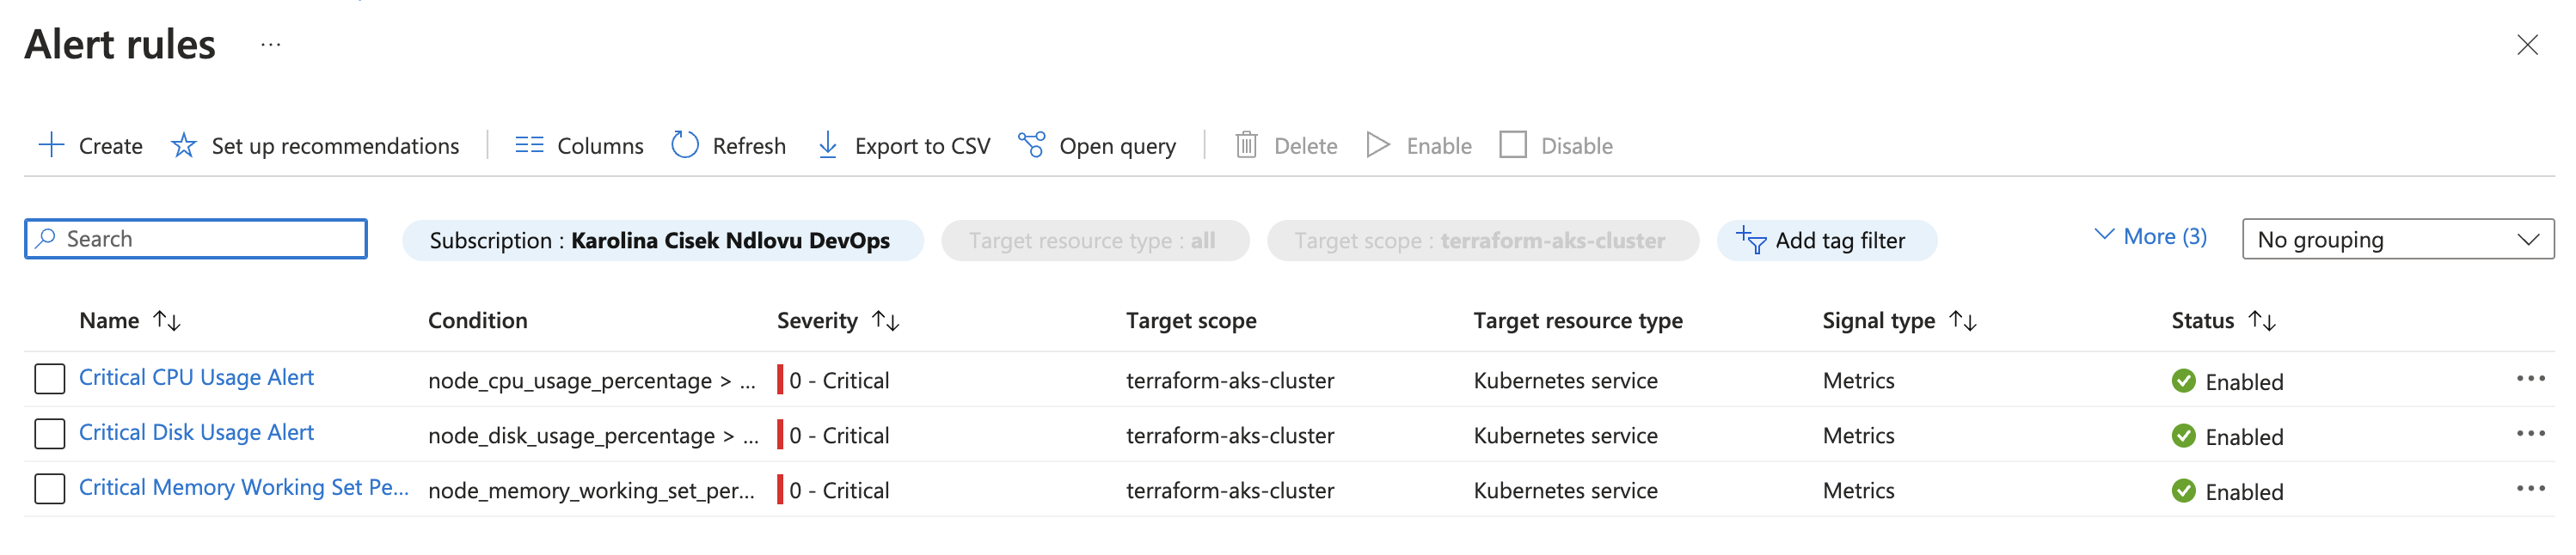 Alert rules ...
Create Set up recommendations Columns Refresh Export to CSV Open query Delete Enable Disable
Search Subscription : Karolina Cisek Ndlovu DevOps Target resource type : all Target scope : terraform-aks-cluster Add tag filter More (3) No grouping
Name Condition Severity Target scope Target resource type Signal type Status
Critical CPU Usage Alert node_cpu_usage_percentage > ... 0 - Critical terraform-aks-cluster Kubernetes service Metrics Enabled
Critical Disk Usage Alert node_disk_usage_percentage > ... 0 - Critical terraform-aks-cluster Kubernetes service Metrics Enabled
Critical Memory Working Set Pe... node_memory_working_set_per... 0 - Critical terraform-aks-cluster Kubernetes service Metrics Enabled